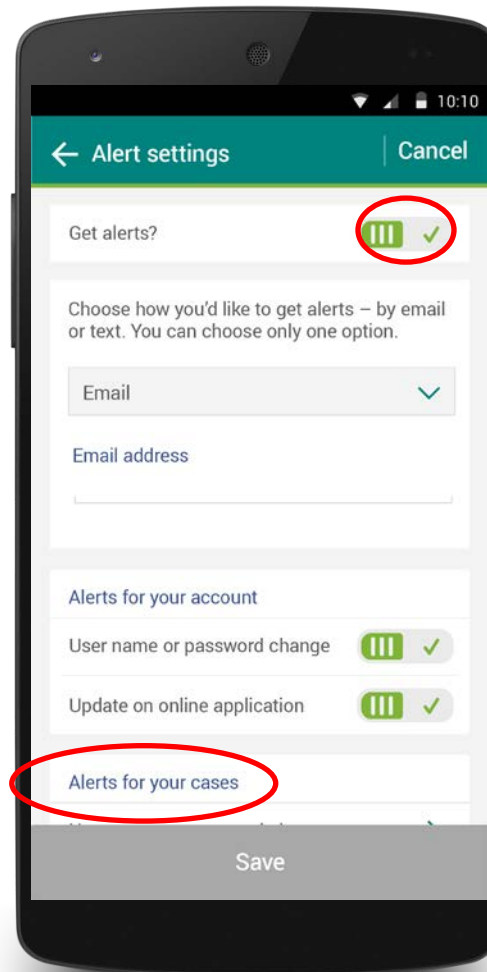 10:10
Alert settings
Cancel
Get alerts?
Choose how you'd like to get alerts – by email
or text. You can choose only one option.
Email
Email address
Alerts for your account
User name or password change
Update on online application
Alerts for your cases
Save